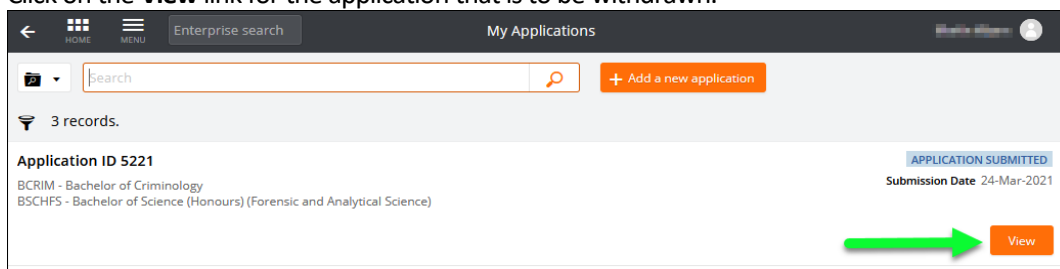 Click on the View link for the application that is to be withdrawn.
HOME MENU Enterprise search My Applications
Search + Add a new application
3 records.
Application ID 5221 APPLICATION SUBMITTED
BCRIM - Bachelor of Criminology Submission Date 24-Mar-2021
BSCHFS - Bachelor of Science (Honours) (Forensic and Analytical Science)
View